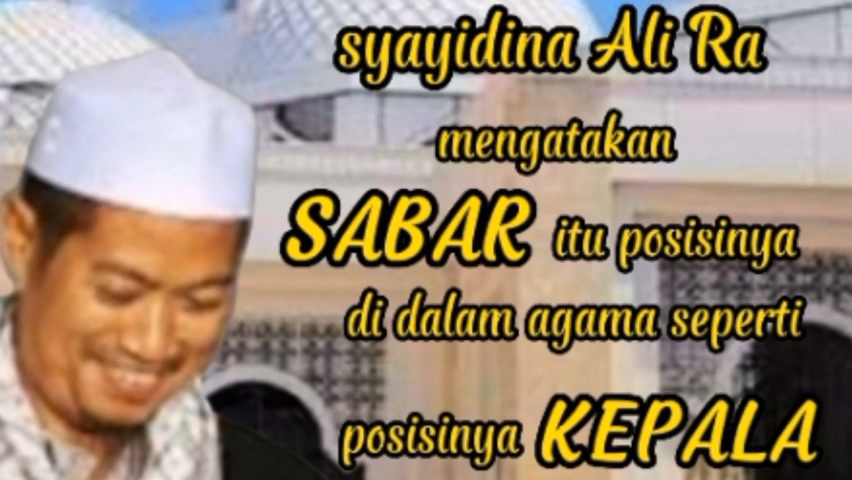 syayidina Ali Ra
mengatakan
SABAR itu posisinya
di dalam agama seperti
posisinya KEPALA